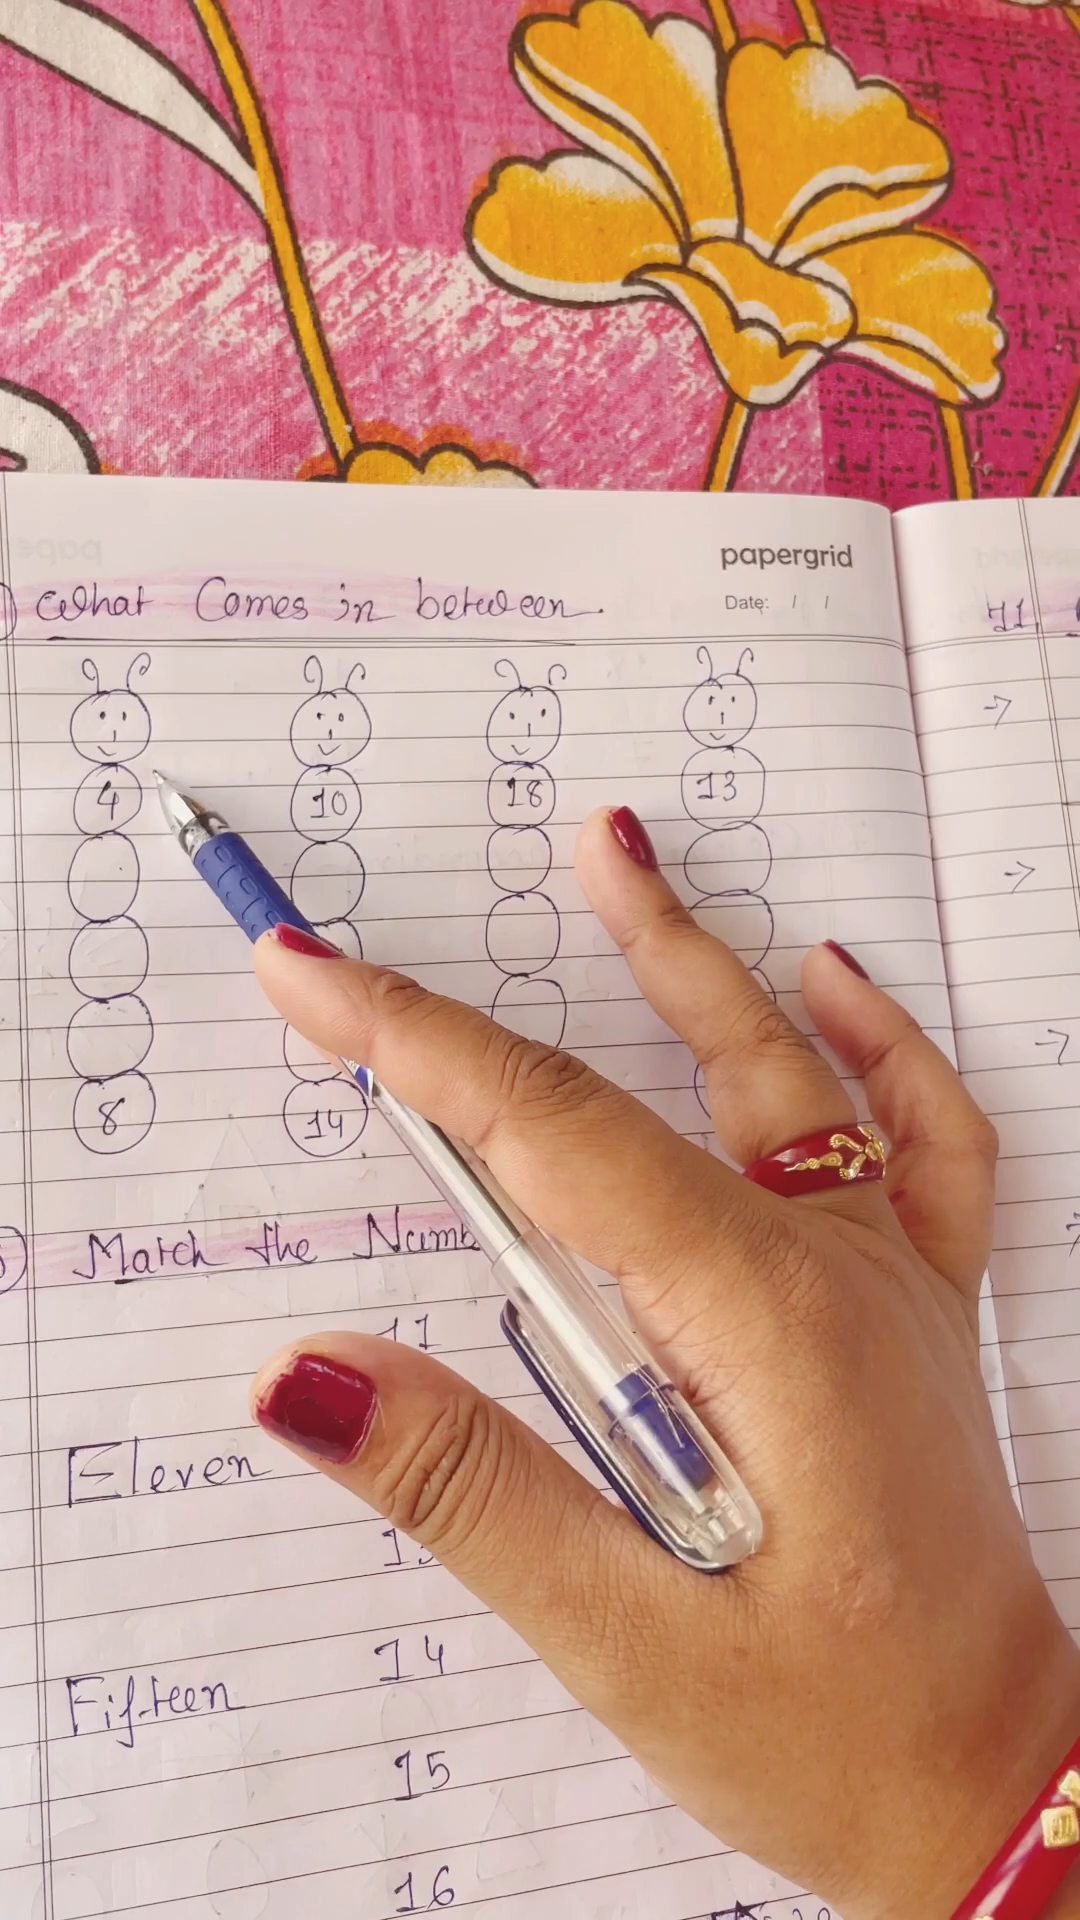 papergrid
Date: / /
What Comes in between.
4 10 18 13
8 14
Match the
11
Eleven
14
Fifteen
15
16